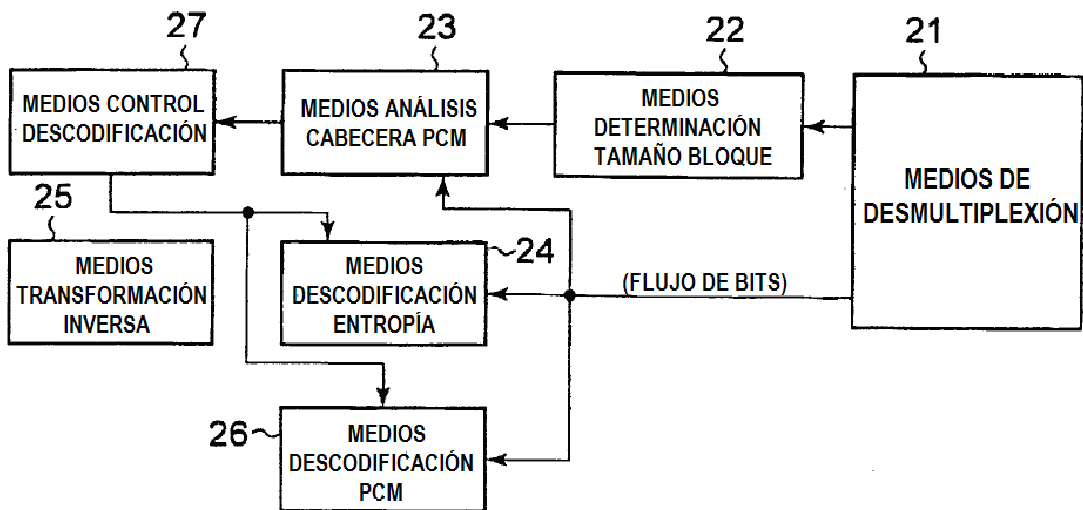 27
23
22
21
MEDIOS CONTROL
DESCODIFICACIÓN
MEDIOS ANÁLISIS
CABECERA PCM
MEDIOS
DETERMINACIÓN
TAMAÑO BLOQUE
MEDIOS DE
DESMULTIPLEXIÓN
25
MEDIOS
TRANSFORMACIÓN
INVERSA
24
MEDIOS
DESCODIFICACIÓN
ENTROPÍA
(FLUJO DE BITS)
26
MEDIOS
DESCODIFICACIÓN
PCM